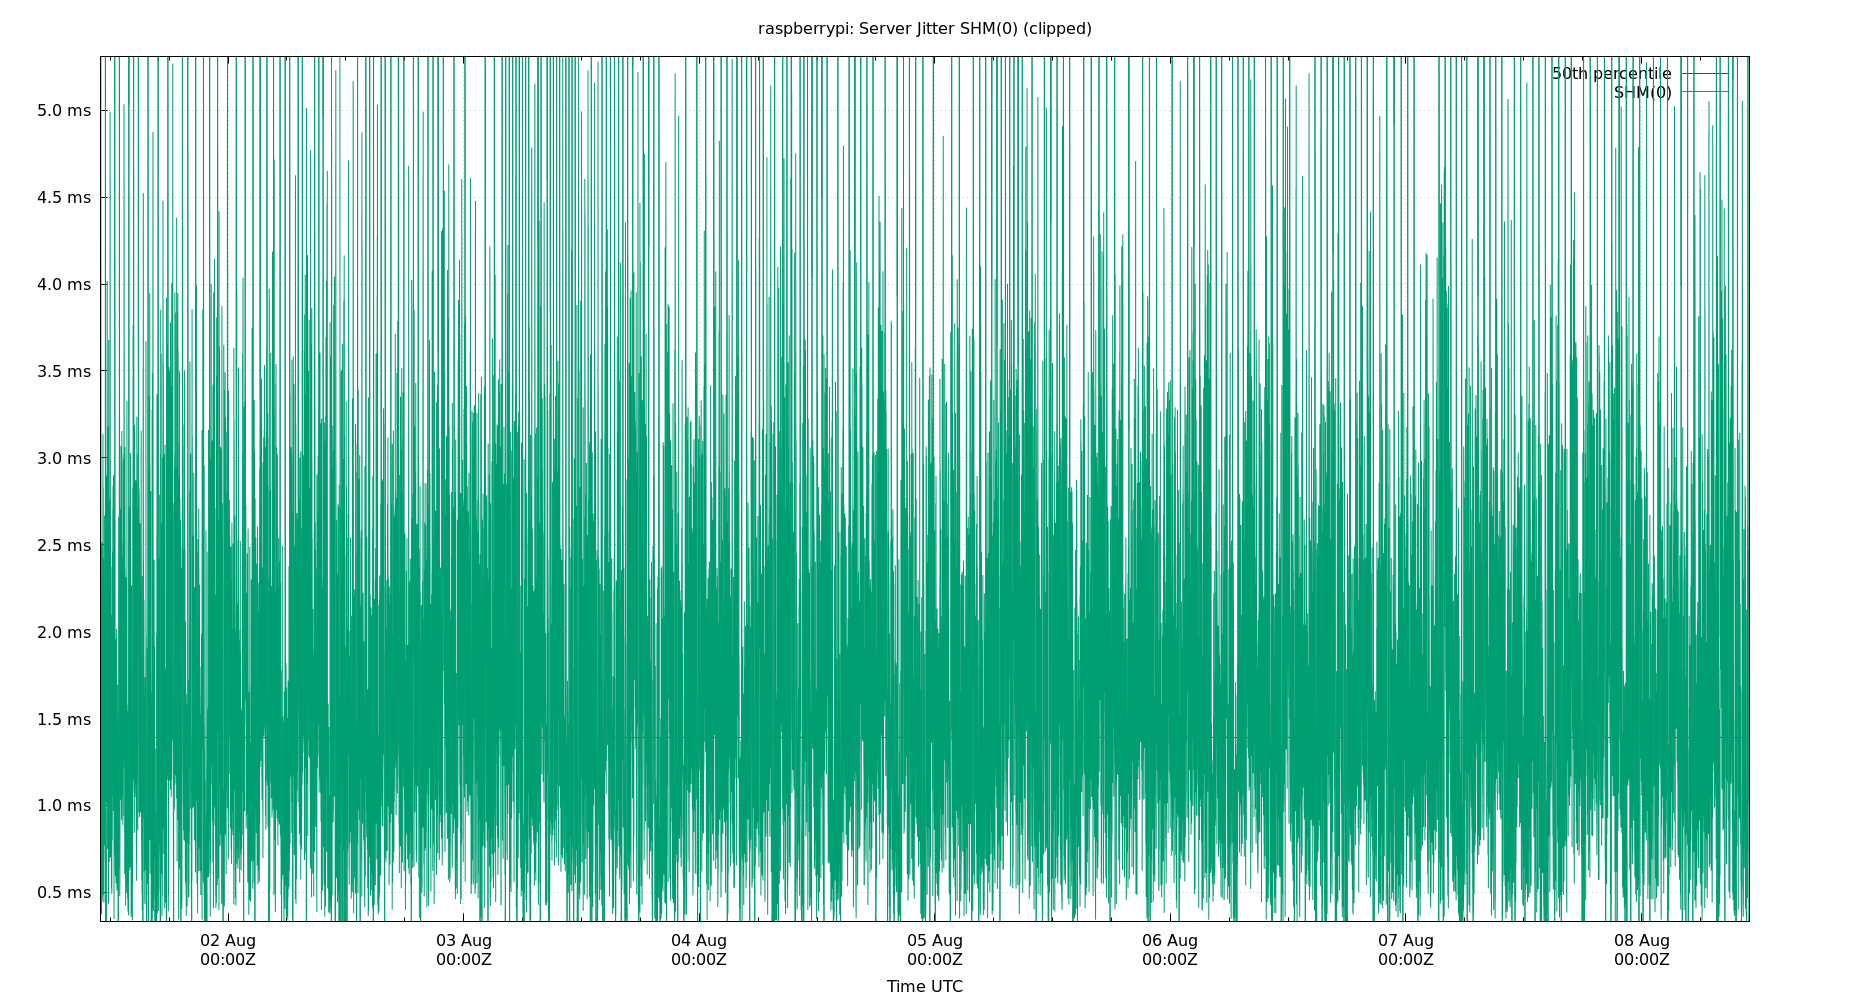 raspberrypi: Server Jitter SHM(0) (clipped)
50th percentile
SHM(0)
5.0 ms
4.5 ms
4.0 ms
3.5 ms
3.0 ms
2.5 ms
2.0 ms
1.5 ms
1.0 ms
0.5 ms
02 Aug 03 Aug 04 Aug 05 Aug 06 Aug 07 Aug 08 Aug
00:00Z 00:00Z 00:00Z 00:00Z 00:00Z 00:00Z 00:00Z
Time UTC